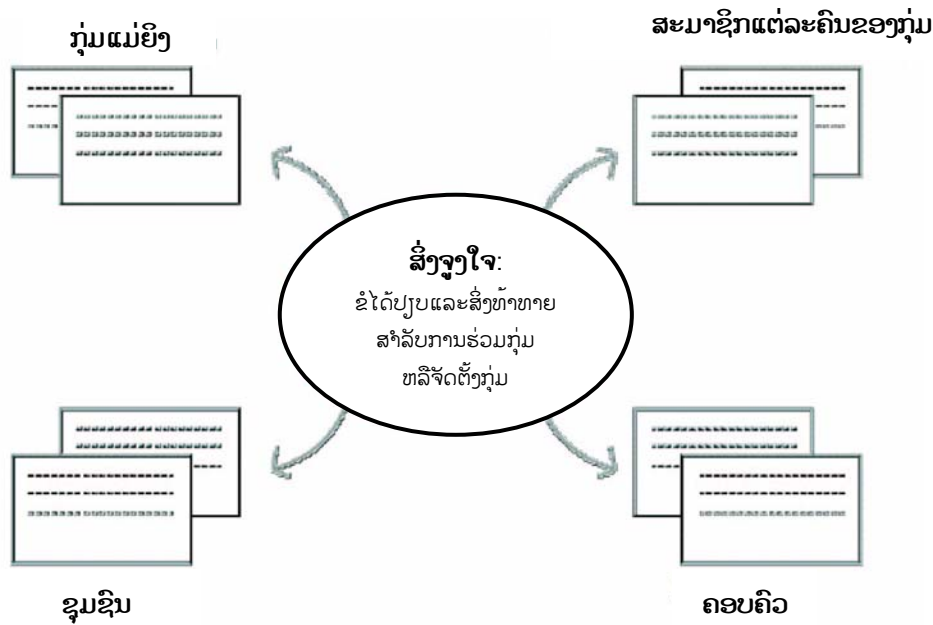 ກຸ່ມແມ່ຍິງ
ສະມາຊິກແຕ່ລະຄົນຂອງກຸ່ມ
ສິ່ງຈູງໃຈ:
ຂໍໄດ້ປຽບແລະສິ່ງທ້າທາຍ
ສຳລັບການຮ່ວມກຸ່ມ
ຫລືຈັດຕັ້ງກຸ່ມ
ຊຸມຊົນ
ຄອບຄົວ